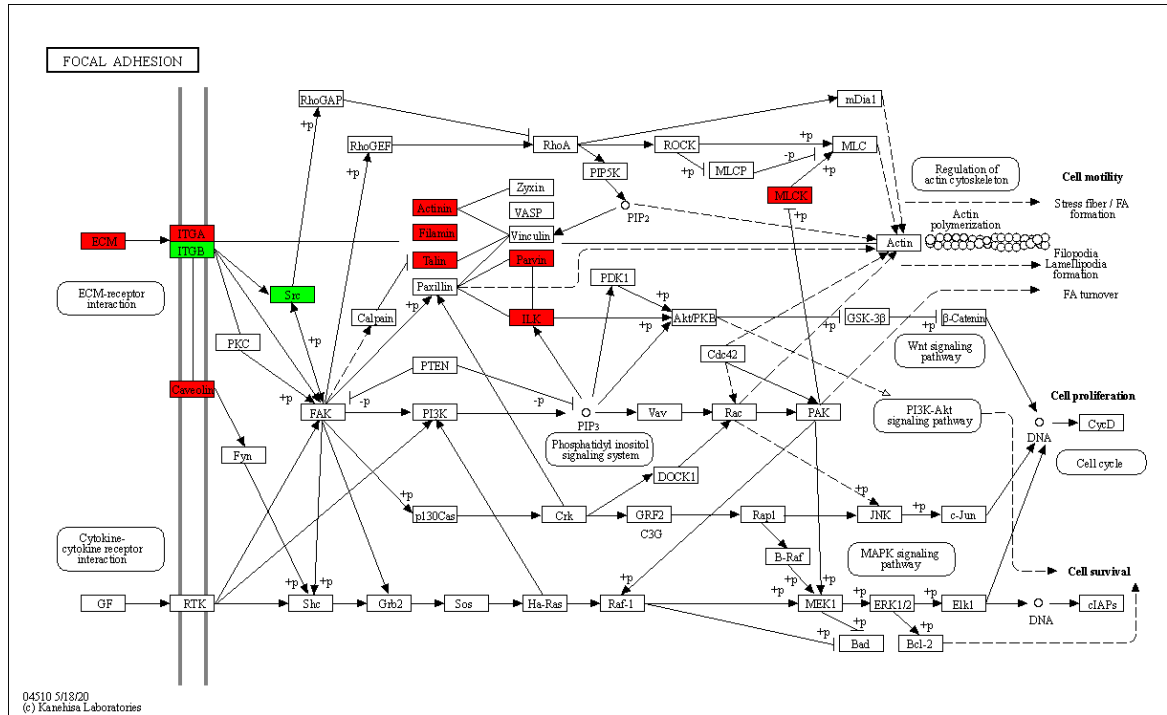 FOCAL ADHESION
RhoGAP
mDia1
+p
+p
RhoGEF
RhoA
ROCK
MLC
-p
+p
PIP5K
+p
MLCP
+p
Regulation of
actin cytoskeleton
Cell motility
Zyxin
MLCK
Actinin
VASP
PIP2
+p
Stress fiber / FA
formation
Actin
polymerization
ECM
ITGA
ITGB
Filamin
Vinculin
Actin
Talin
Parvin
Filopodia
Lamellipodia
formation
ECM-receptor
interaction
Src
Paxillin
PDK1
+p
FA turnover
+p
Calpain
ILK
+p
Akt/PKB
GSK-3β
+p
β-Catenin
PKC
+p
Wnt signaling
pathway
PTEN
Cdc42
Caveolin
+p
FAK
-p
PI3K
-p
PIP3
Vav
Rac
PAK
PI3K-Akt
signaling pathway
Cell proliferation
DNA
CycD
Phosphatidyl inositol
signaling system
Fyn
DOCK1
Cell cycle
+p
p130Cas
Crk
GRF2
C3G
Rap1
+p
JNK
+p
c-Jun
Cytokine-
cytokine receptor
interaction
B-Raf
MAPK signaling
pathway
+p
+p
+p
+p
+p
Cell survival
GF
RTK
Shc
Grb2
Sos
Ha-Ras
Raf-1
+p
MEK1
+p
ERK1/2
+p
Elk1
DNA
cIAPs
+p
Bad
+p
+p
Bcl-2
04510 5/18/20
(c) Kanehisa Laboratories